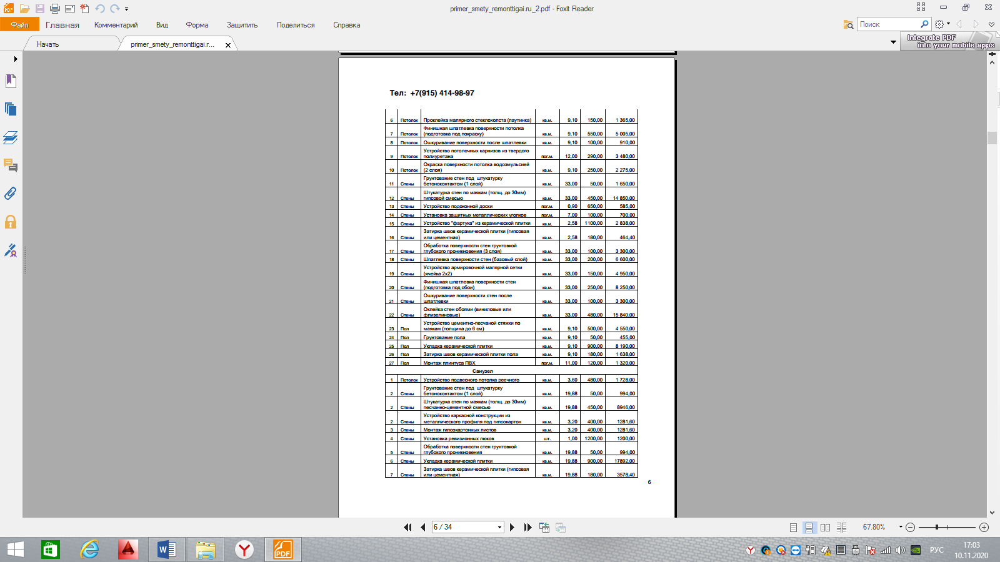 primer_smety_remonttigai.ru_2.pdf - Foxit Reader
Файл Главная Комментарий Вид Форма Защитить Поделиться Справка Поиск
Начать primer_smety_remonttigai.r... Integrate PDF
into your mobile apps
Тел: +7(915) 414-98-97
6 Потолок Проклейка малярного стеклохолста (паутинка) кв.м. 9,10 150,00 1 365,00
Финишная шпатлевка поверхности потолка
7 Потолок (подготовка под покраску) кв.м. 9,10 550,00 5 005,00
8 Потолок Ошкуривание поверхности после шпатлевки кв.м. 9,10 100,00 910,00
Устройство потолочных карнизов из твердого
9 Потолок полиуретана пог.м. 12,00 290,00 3 480,00
Окраска поверхности потолка водоэмульсией
10 Потолок (2 слоя) кв.м. 9,10 250,00 2 275,00
Грунтование стен под штукатурку
11 Стены бетоноконтактом (1 слой) кв.м. 33,00 50,00 1 650,00
Штукатурка стен по маякам (толщ. до 30мм)
12 Стены гипсовой смесью кв.м. 33,00 450,00 14 850,00
13 Стены Устройство подоконной доски пог.м. 0,90 650,00 585,00
14 Стены Установка защитных металлических уголков пог.м. 7,00 100,00 700,00
15 Стены Устройство "фартука" из керамической плитки кв.м. 2,58 1100,00 2 838,00
Затирка швов керамической плитки (гипсовая
16 Стены или цементная) кв.м. 2,58 180,00 464,40
Обработка поверхности стен грунтовкой
17 Стены глубокого проникновения (3 слоя) кв.м. 33,00 100,00 3 300,00
18 Стены Шпатлевка поверхности стен (базовый слой) кв.м. 33,00 200,00 6 600,00
Устройство армировочной малярной сетки
19 Стены (ячейка 2х2) кв.м. 33,00 150,00 4 950,00
Финишная шпатлевка поверхности стен
20 Стены (подготовка под обои) кв.м. 33,00 250,00 8 250,00
Ошкуривание поверхности стен после
21 Стены шпатлевки кв.м. 33,00 100,00 3 300,00
Оклейка стен обоями (виниловые или
22 Стены флизелиновые) кв.м. 33,00 480,00 15 840,00
Устройство цементно-песчаной стяжки по
23 Пол маякам (толщина до 6 см) кв.м. 9,10 500,00 4 550,00
24 Пол Грунтование пола кв.м. 9,10 50,00 455,00
25 Пол Укладка керамической плитки кв.м. 9,10 900,00 8 190,00
26 Пол Затирка швов керамической плитки пола кв.м. 9,10 180,00 1 638,00
27 Пол Монтаж плинтуса ПВХ пог.м. 11,00 120,00 1 320,00
Санузел
1 Потолок Устройство подвесного потолка реечного кв.м. 3,60 480,00 1 728,00
Грунтование стен под штукатурку
2 Стены бетоноконтактом (1 слой) кв.м. 19,88 50,00 994,00
Штукатурка стен по маякам (толщ. до 30мм)
2 Стены песчанно-цементной смесью кв.м. 19,88 450,00 8946,00
Устройство каркасной конструкции из
2 Стены металлического профиля под гипсокартон кв.м. 3,20 400,00 1281,60
3 Стены Монтаж гипсокартонных листов кв.м. 3,20 400,00 1281,60
4 Стены Установка ревизионных люков шт. 1,00 1200,00 1200,00
Обработка поверхности стен грунтовкой
5 Стены глубокого проникновения кв.м. 19,88 50,00 994,00
6 Стены Укладка керамической плитки кв.м. 19,88 900,00 17892,00
Затирка швов керамической плитки (гипсовая
7 Стены или цементная) кв.м. 19,88 180,00 3578,40
6
6 / 34 67.80%
РУС 17:03
10.11.2020